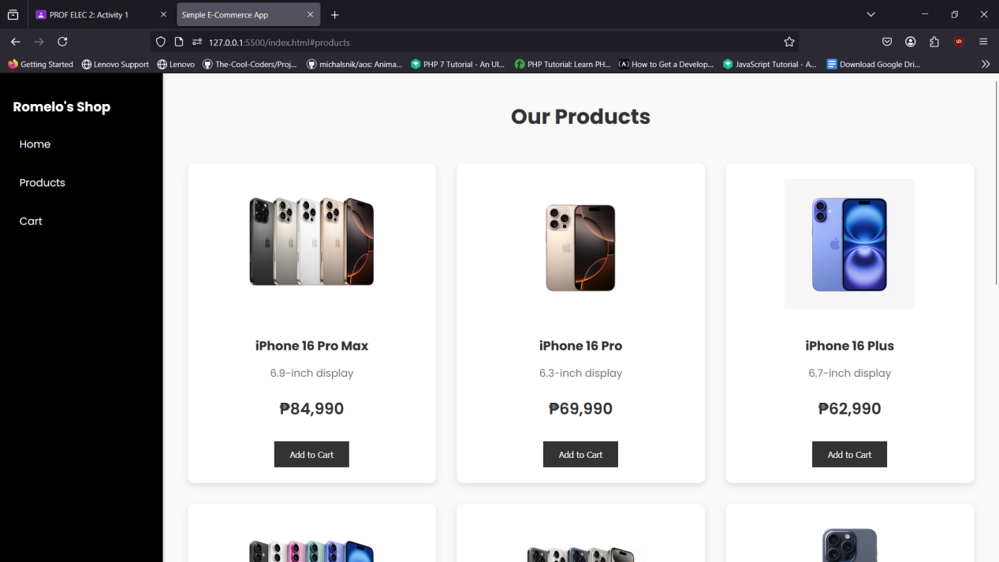 PROF ELEC 2: Activity 1
Simple E-Commerce App
127.0.0.1:5500/index.html#products
Getting Started
Lenovo Support
Lenovo
The-Cool-Coders/Proj...
michalsnik/aos: Anima...
PHP 7 Tutorial - An Ul...
PHP Tutorial: Learn PH...
How to Get a Develop...
JavaScript Tutorial - A...
Download Google Dri...
Romelo's Shop
Home
Products
Cart
Our Products
iPhone 16 Pro Max
6.9-inch display
₱84,990
Add to Cart
iPhone 16 Pro
6.3-inch display
₱69,990
Add to Cart
iPhone 16 Plus
6.7-inch display
₱62,990
Add to Cart